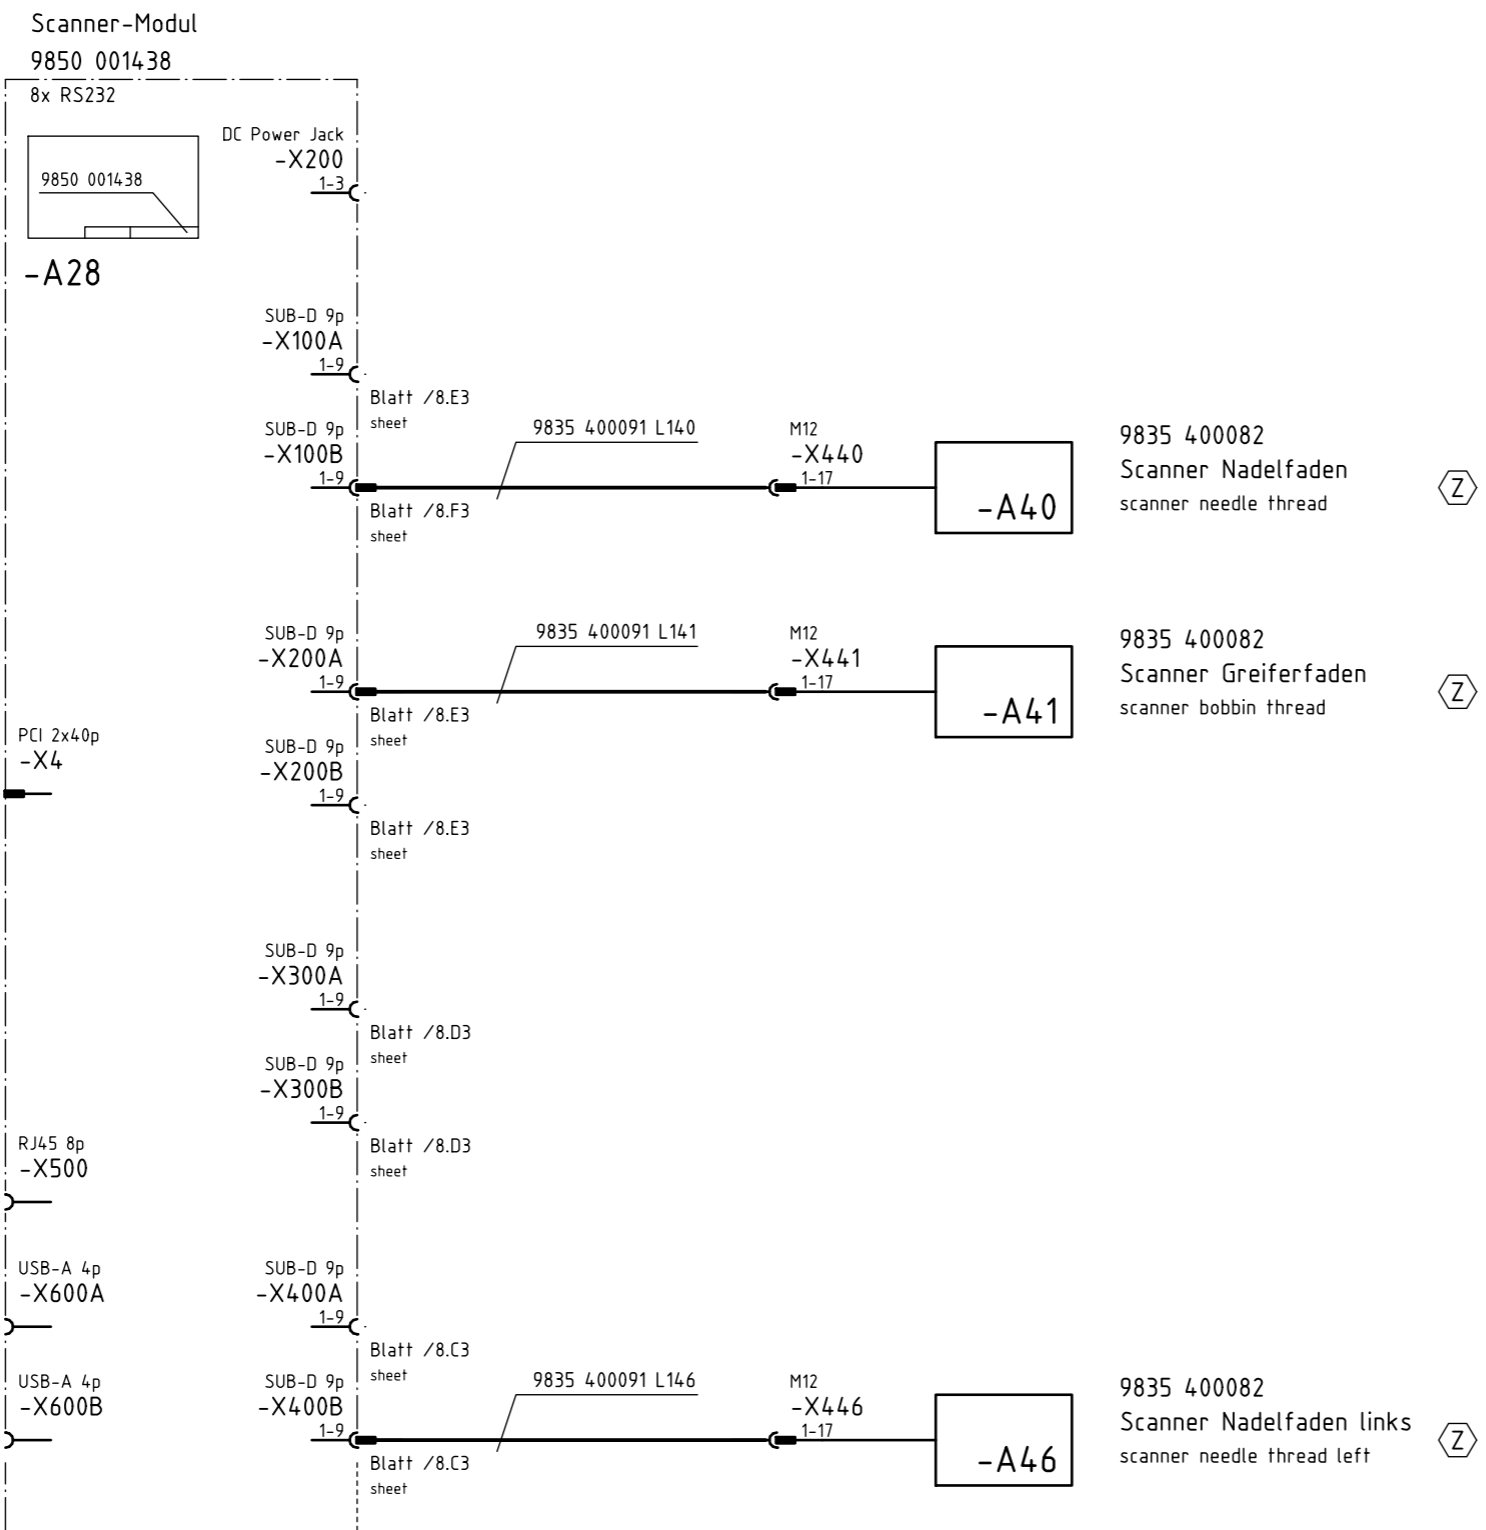 Scanner-Modul
9850 001438
8x RS232
9850 001438
-A28
DC Power Jack
-X200
1-3
SUB-D 9p
-X100A
1-9
Blatt /8.E3
sheet
SUB-D 9p
-X100B
1-9
Blatt /8.F3
sheet
9835 400091 L140
M12
-X440
1-17
-A40
9835 400082
Scanner Nadelfaden
scanner needle thread
Z
SUB-D 9p
-X200A
1-9
Blatt /8.E3
sheet
9835 400091 L141
M12
-X441
1-17
-A41
9835 400082
Scanner Greiferfaden
scanner bobbin thread
Z
PCI 2x40p
-X4
SUB-D 9p
-X200B
1-9
Blatt /8.E3
sheet
SUB-D 9p
-X300A
1-9
Blatt /8.D3
sheet
SUB-D 9p
-X300B
1-9
Blatt /8.D3
sheet
RJ45 8p
-X500
USB-A 4p
-X600A
SUB-D 9p
-X400A
1-9
Blatt /8.C3
sheet
USB-A 4p
-X600B
SUB-D 9p
-X400B
1-9
Blatt /8.C3
sheet
9835 400091 L146
M12
-X446
1-17
-A46
9835 400082
Scanner Nadelfaden links
scanner needle thread left
Z